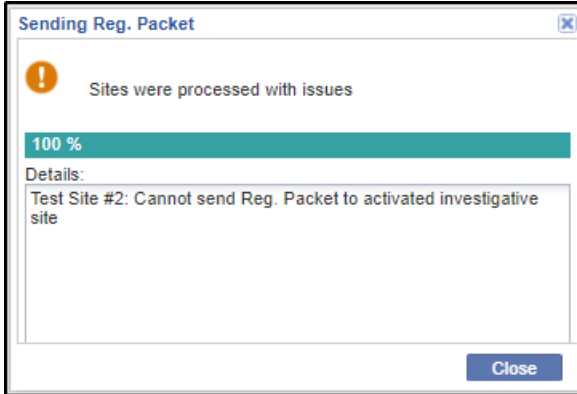 Sending Reg. Packet
Sites were processed with issues
100 %
Details:
Test Site #2: Cannot send Reg. Packet to activated investigative
site
Close